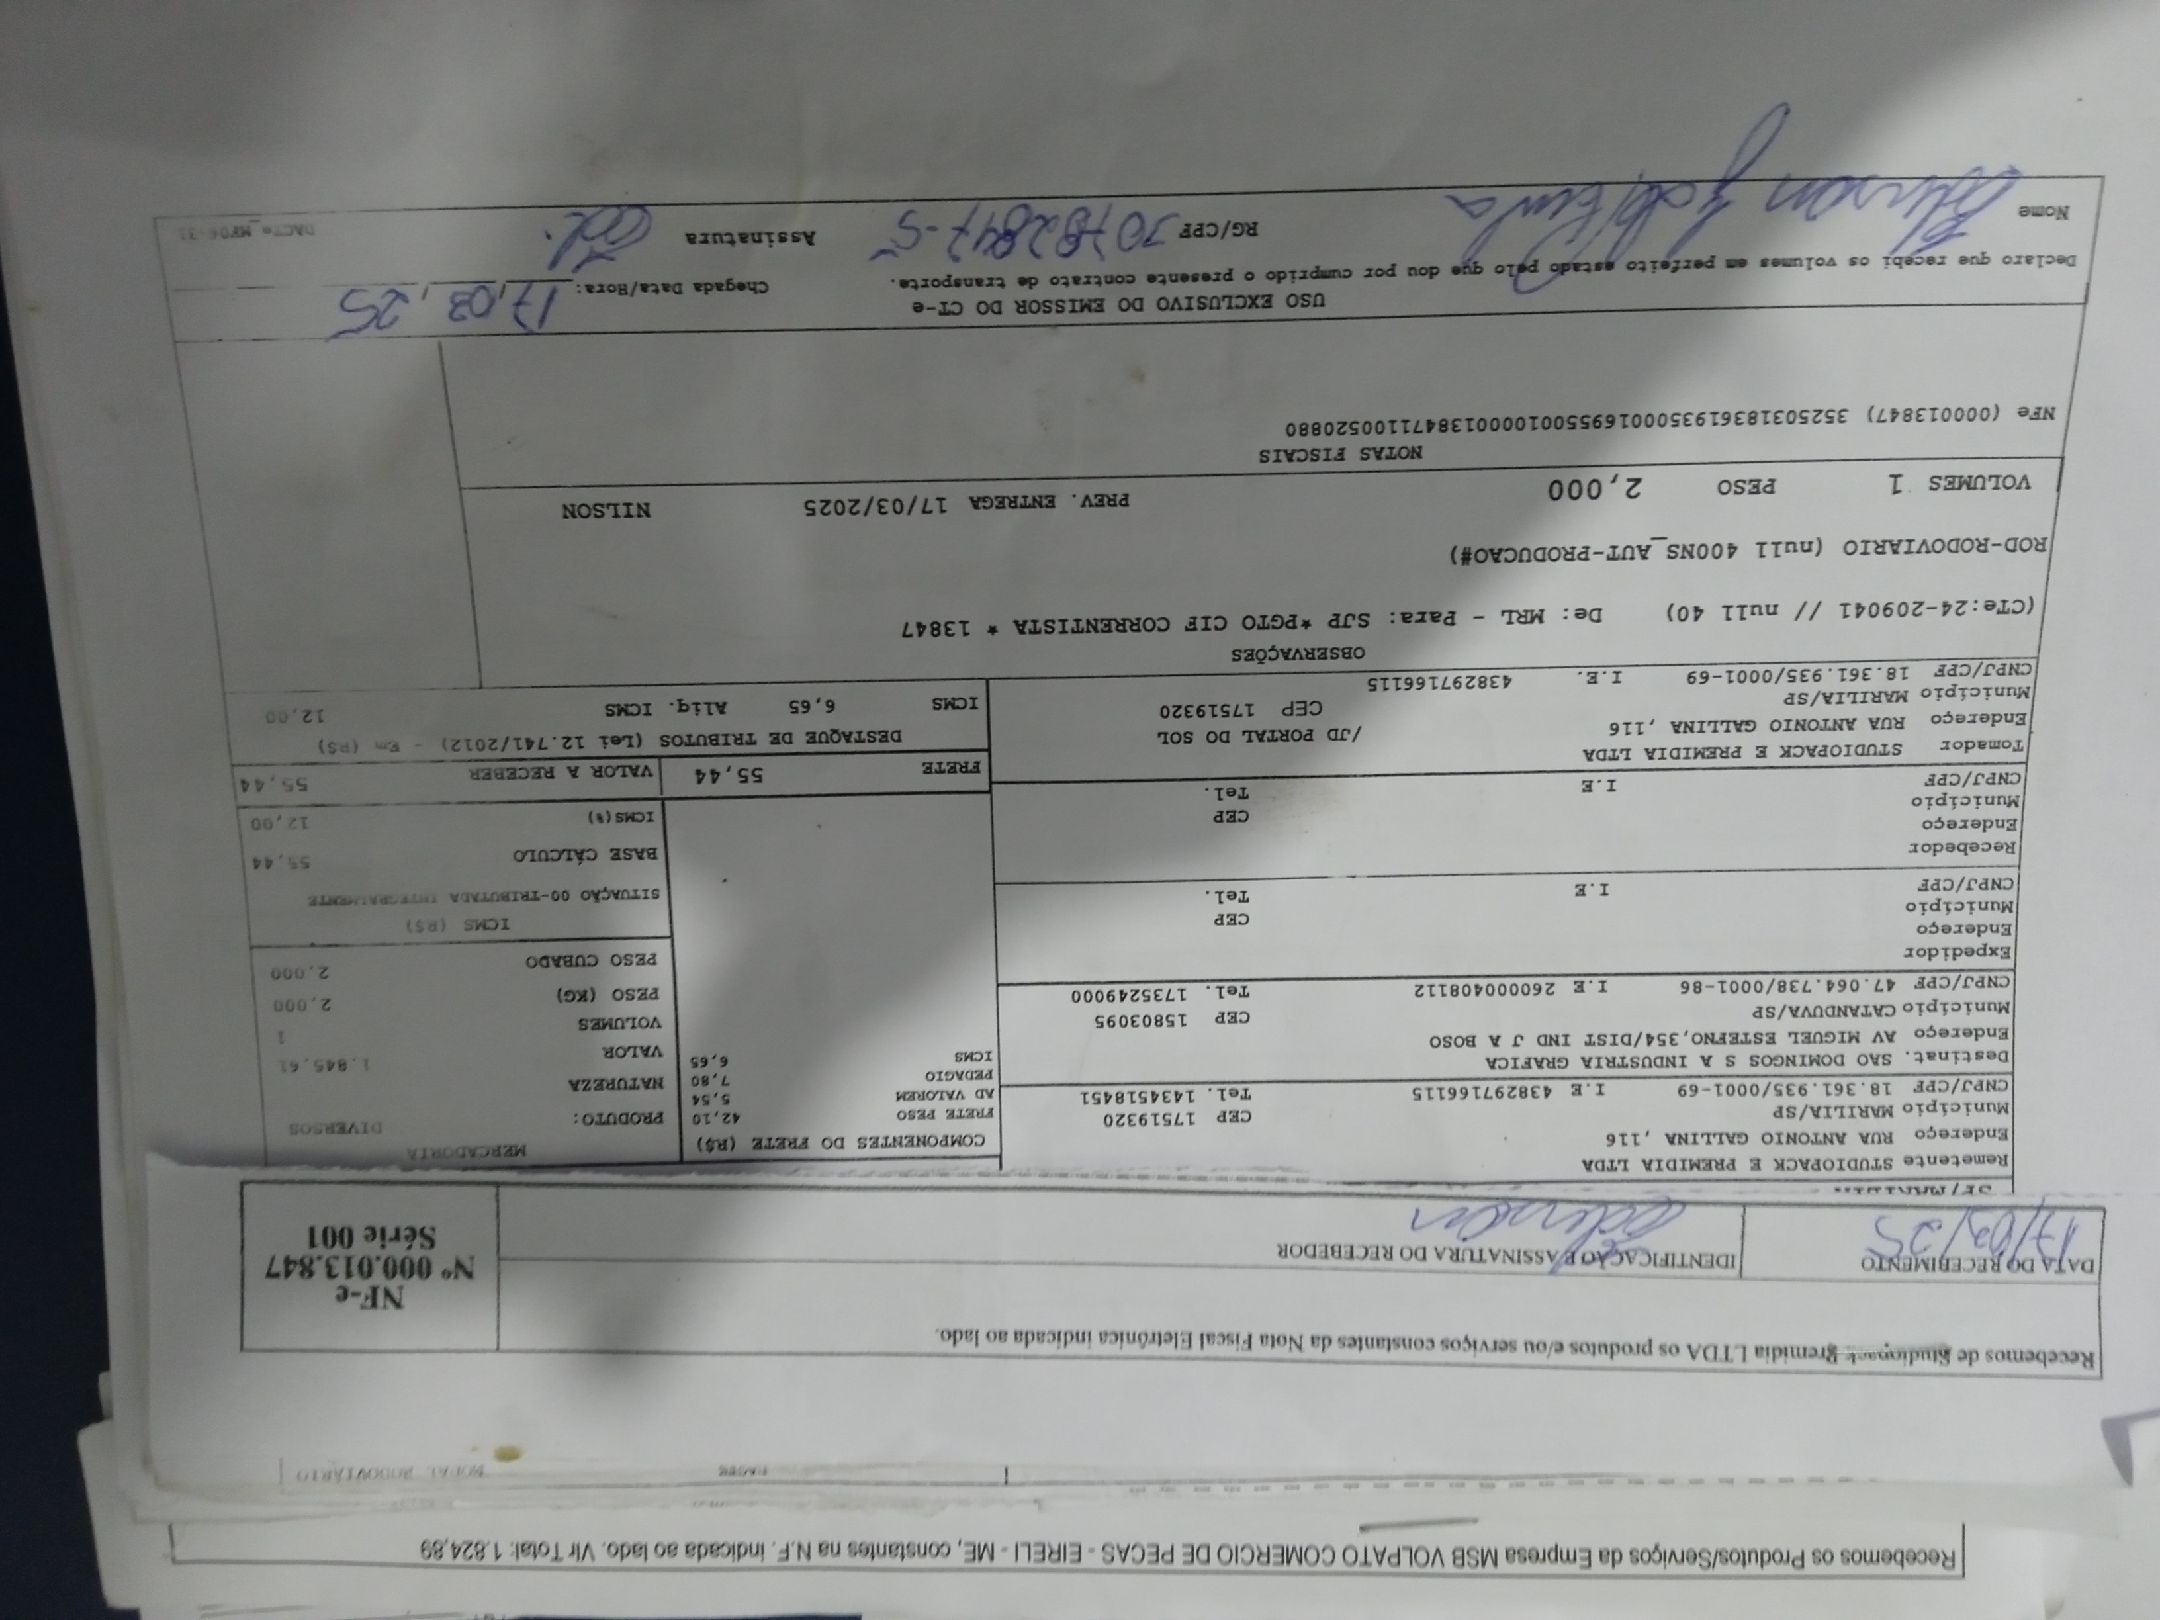 Recebemos os Produtos/Serviços da Empresa MSB VOLPATO COMERCIO DE PECAS - EIRELI - ME, constantes na N.F. indicada ao lado. Vlr Total: 1.824,89
Recebemos de Studiopack Premidia LTDA os produtos e/ou serviços constantes da Nota Fiscal Eletrônica indicada ao lado.
NF-e
Nº 000.013.847
Série 001
DATA DO RECEBIMENTO
17/03/25
IDENTIFICAÇÃO E ASSINATURA DO RECEBEDOR
Ederson
Remetente STUDIOPACK E PREMIDIA LTDA
Endereço RUA ANTONIO GALLINA ,116
Município MARILIA/SP CEP 17519320
CNPJ/CPF 18.361.935/0001-69 I.E 438297166115 Tel. 1434518451
Destinat. SAO DOMINGOS S A INDUSTRIA GRAFICA
Endereço AV MIGUEL ESTEFNO,354/DIST IND J A BOSO
Município CATANDUVA/SP CEP 15803095
CNPJ/CPF 47.064.738/0001-86 I.E 260000408112 Tel. 1735249000
Expedidor
Endereço
Município CEP
CNPJ/CPF I.E Tel.
Recebedor
Endereço
Município CEP
CNPJ/CPF I.E Tel.
Tomador STUDIOPACK E PREMIDIA LTDA
Endereço RUA ANTONIO GALLINA ,116 /JD PORTAL DO SOL
Município MARILIA/SP CEP 17519320
CNPJ/CPF 18.361.935/0001-69 I.E. 438297166115
COMPONENTES DO FRETE (R$)
FRETE PESO 42,10
AD VALOREM 5,54
PEDAGIO 7,80
ICMS 6,65
MERCADORIA
PRODUTO: DIVERSOS
NATUREZA
VALOR 1.845,61
VOLUMES 1
PESO (KG) 2,000
PESO CUBADO 2,000
ICMS (R$)
SITUAÇÃO 00-TRIBUTADA INTEGRALMENTE
BASE CÁLCULO 55,44
ICMS(%) 12,00
FRETE 55,44 VALOR A RECEBER 55,44
DESTAQUE DE TRIBUTOS (Lei 12.741/2012) - Em (R$)
ICMS 6,65 Aliq. ICMS 12,00
OBSERVAÇÕES
(CTe:24-209041 // null 40) De: MRL - Para: SJP *PGTO CIF CORRENTISTA * 13847
ROD-RODOVIARIO (null 400NS_AUT-PRODUCAO#)
VOLUMES 1 PESO 2,000 PREV. ENTREGA 17/03/2025 NILSON
NOTAS FISCAIS
NFe (000013847) 35250318361935000169550010000138471100520880
USO EXCLUSIVO DO EMISSOR DO CT-e
Declaro que recebi os volumes em perfeito estado pelo que dou por cumprido o presente contrato de transporte.
Chegada Data/Hora: 17/03/25
Nome
RG/CPF 30782847-5
Assinatura
DACTe_MF06-33